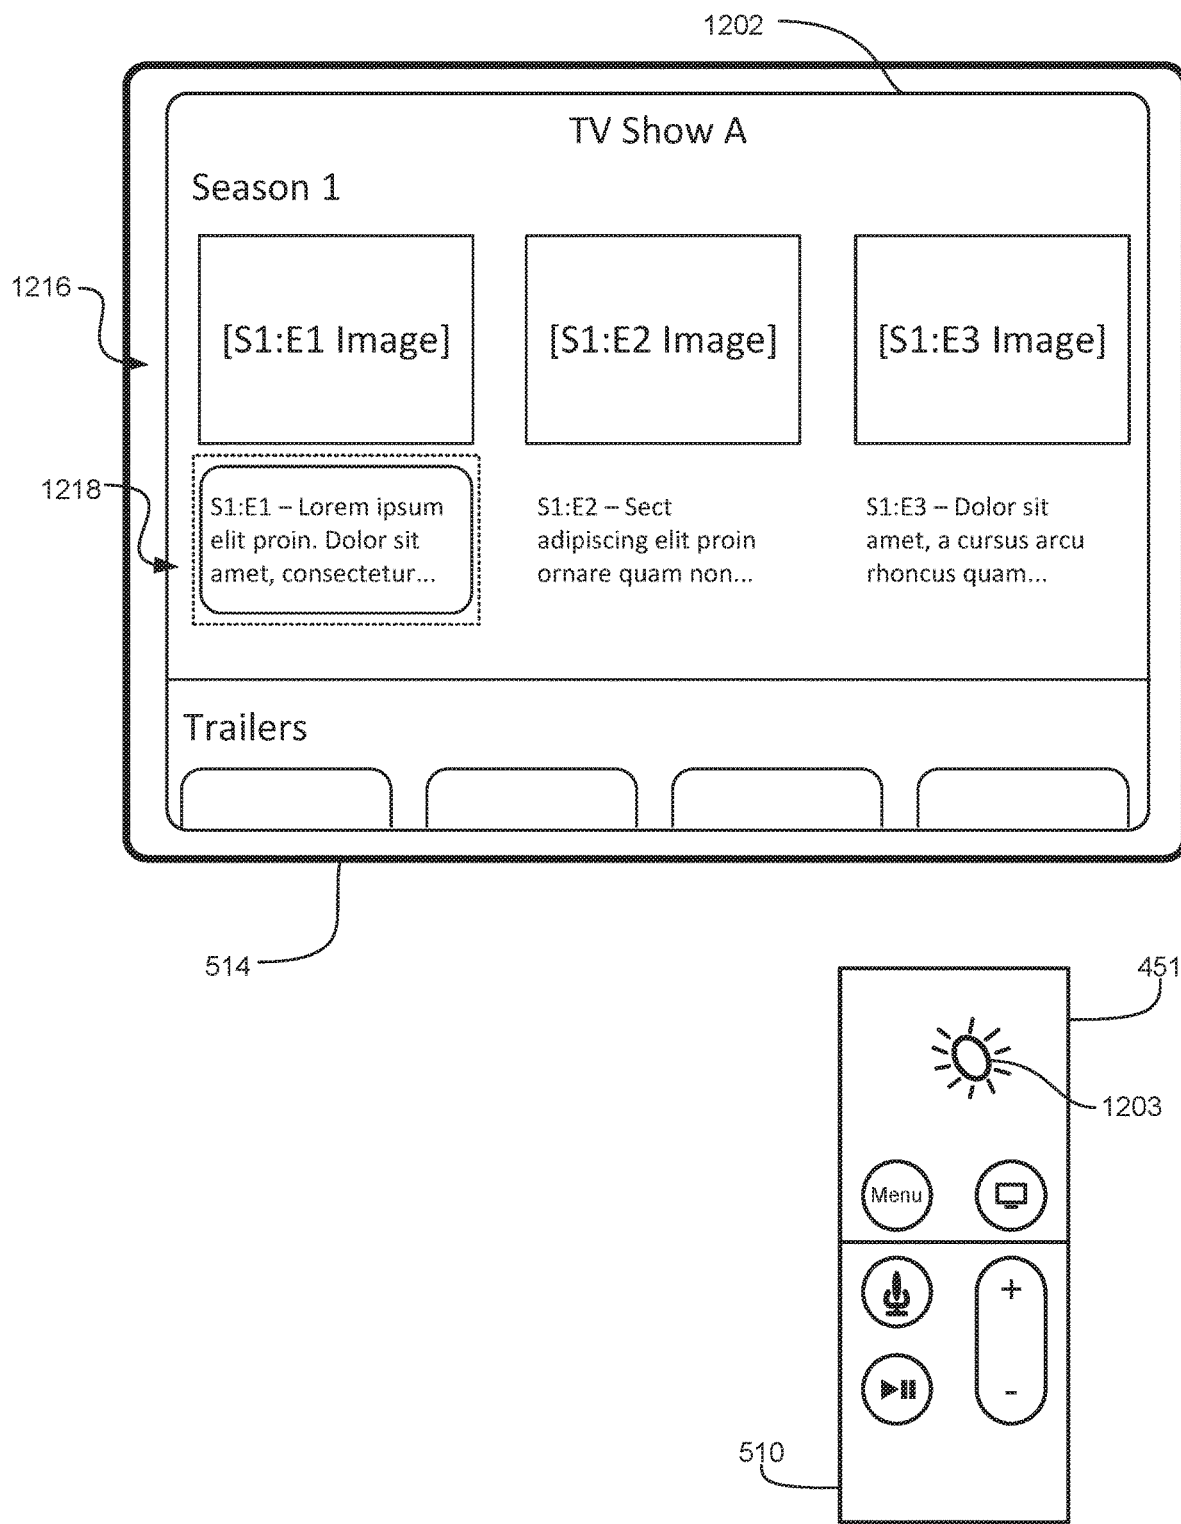 1202
TV Show A
Season 1
1216
[S1:E1 Image]
[S1:E2 Image]
[S1:E3 Image]
1218
S1:E1 – Lorem ipsum
elit proin. Dolor sit
amet, consectetur...
S1:E2 – Sect
adipiscing elit proin
ornare quam non...
S1:E3 – Dolor sit
amet, a cursus arcu
rhoncus quam...
Trailers
514
451
1203
Menu
+
-
510